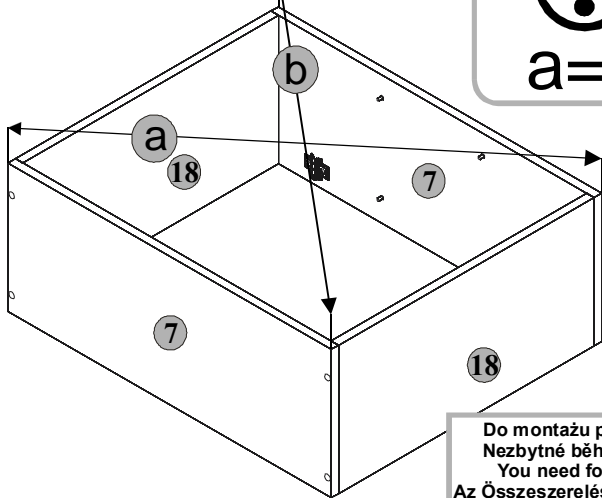 b
a=
a
18
7
7
18
Do montażu p
Nezbytné běh
You need fo
Az Összeszerelés